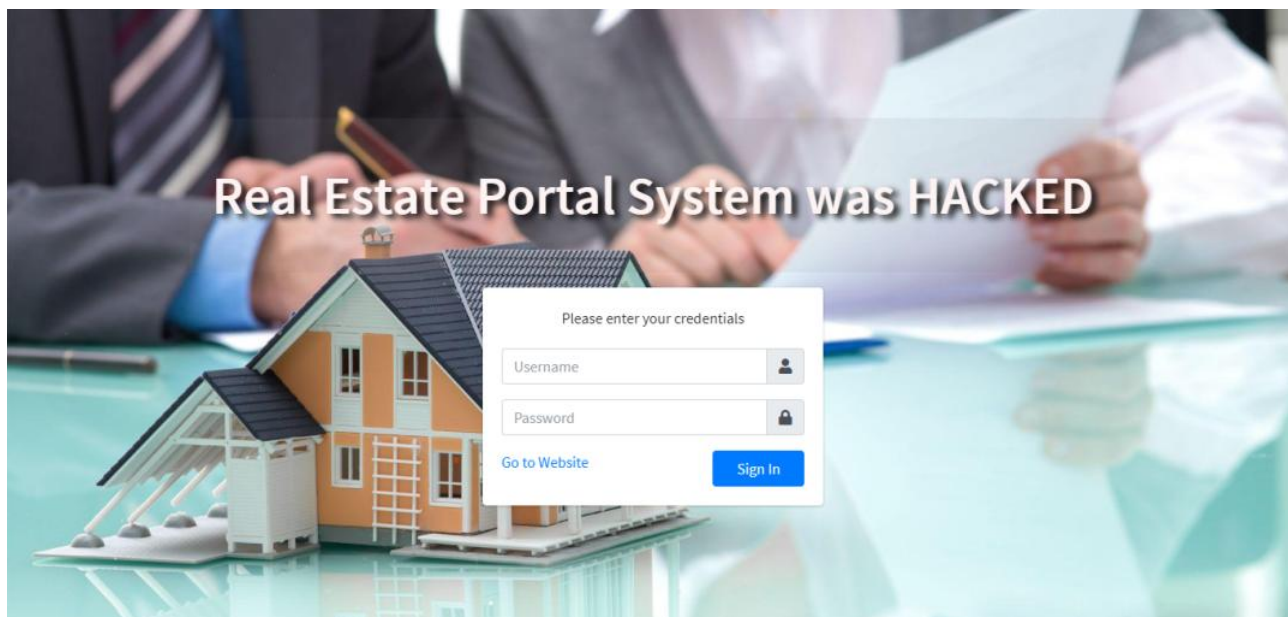 Real Estate Portal System was HACKED
Please enter your credentials
Username
Password
Go to Website
Sign In